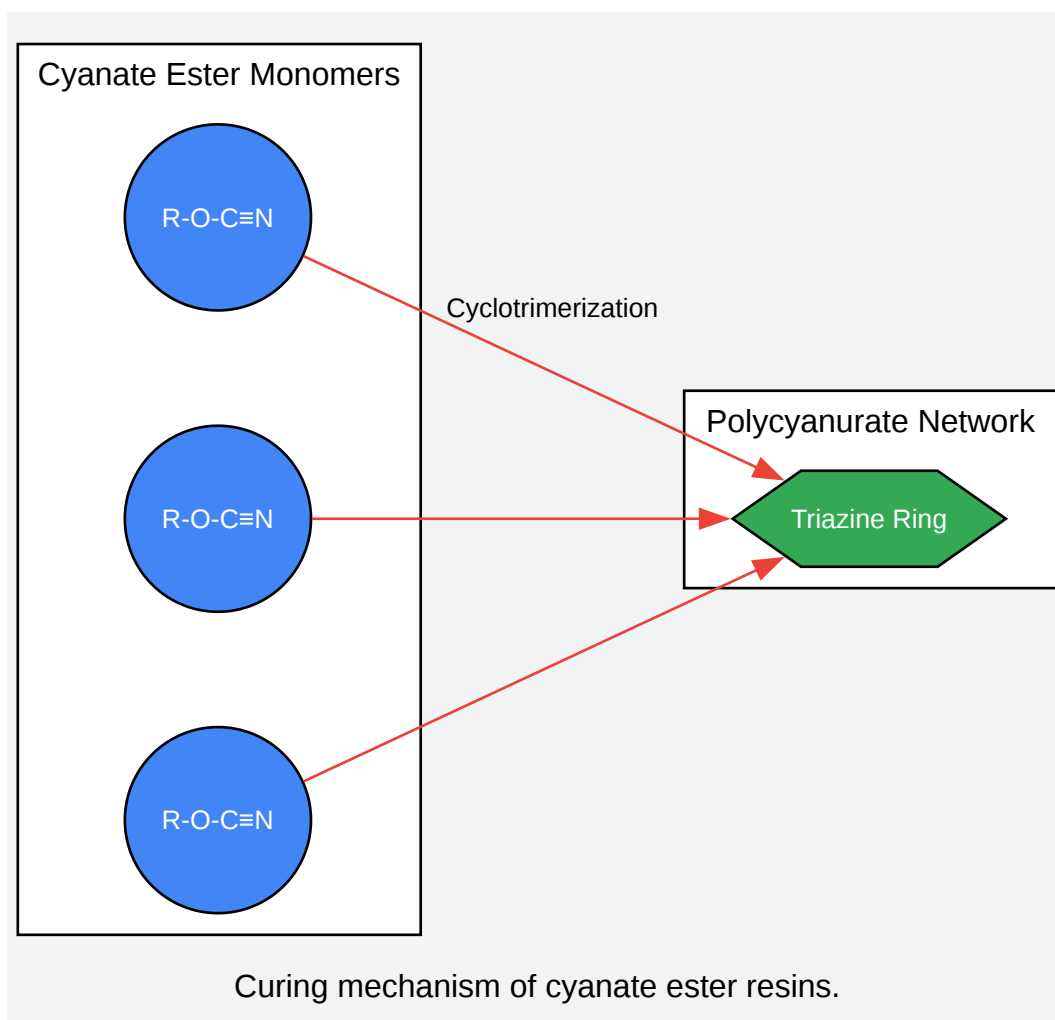 Cyanate Ester Monomers
R-O-C≡N
Cyclotrimerization
Polycyanurate Network
R-O-C≡N
Triazine Ring
R-O-C≡N
Curing mechanism of cyanate ester resins.